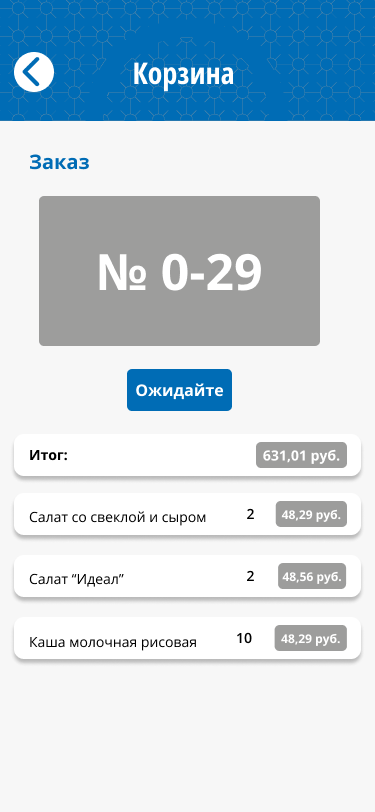 Корзина
Заказ
№ 0-29
Ожидайте
Итог: 631,01 руб.
Салат со свеклой и сыром 2 48,29 руб.
Салат “Идеал” 2 48,56 руб.
Каша молочная рисовая 10 48,29 руб.